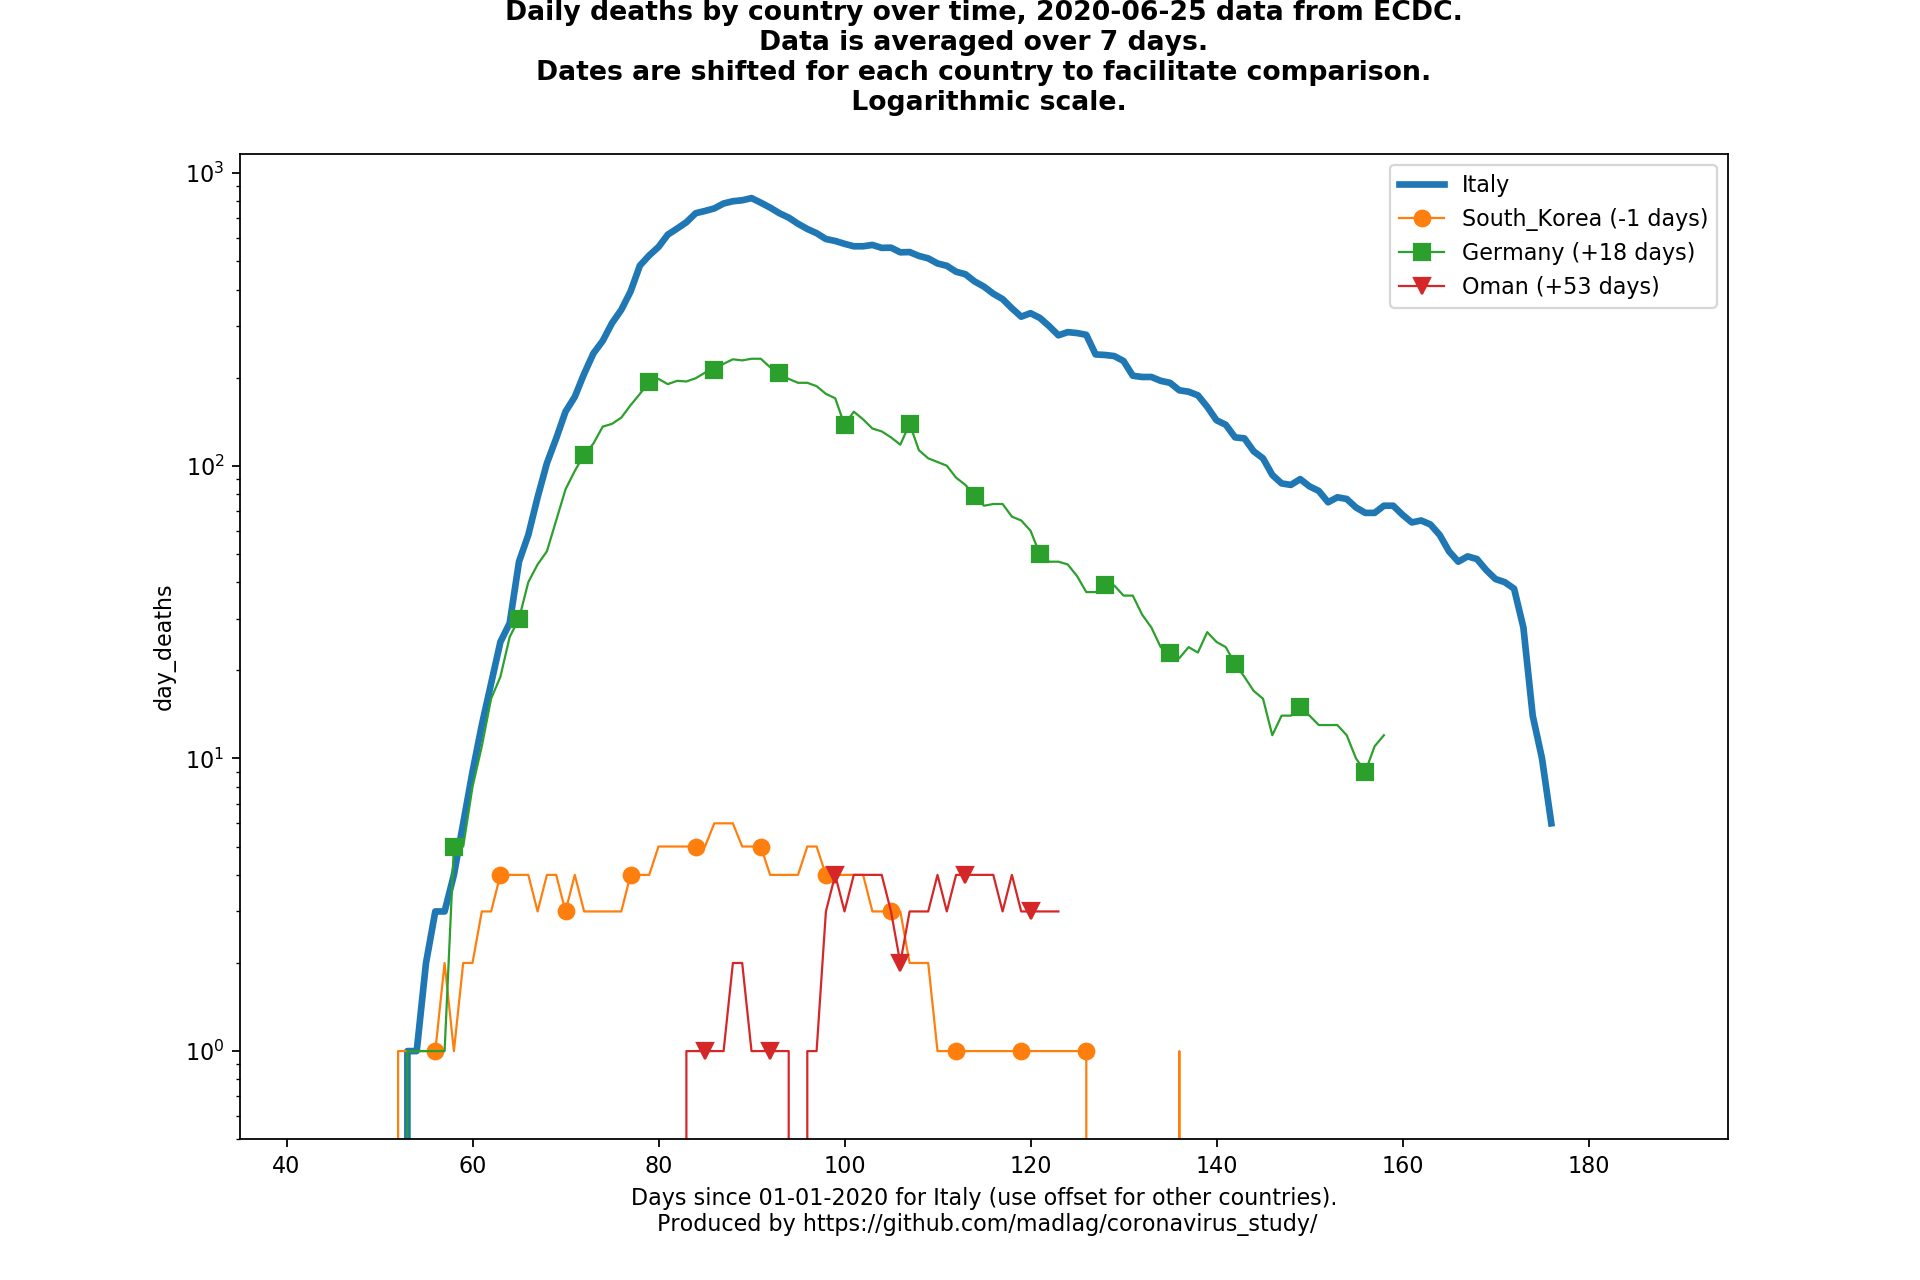 Daily deaths by country over time, 2020-06-25 data from ECDC.
Data is averaged over 7 days.
Dates are shifted for each country to facilitate comparison.
Logarithmic scale.
10³
Italy
South_Korea (-1 days)
Germany (+18 days)
Oman (+53 days)
10²
day_deaths
10¹
10⁰
40 60 80 100 120 140 160 180
Days since 01-01-2020 for Italy (use offset for other countries).
Produced by https://github.com/madlag/coronavirus_study/